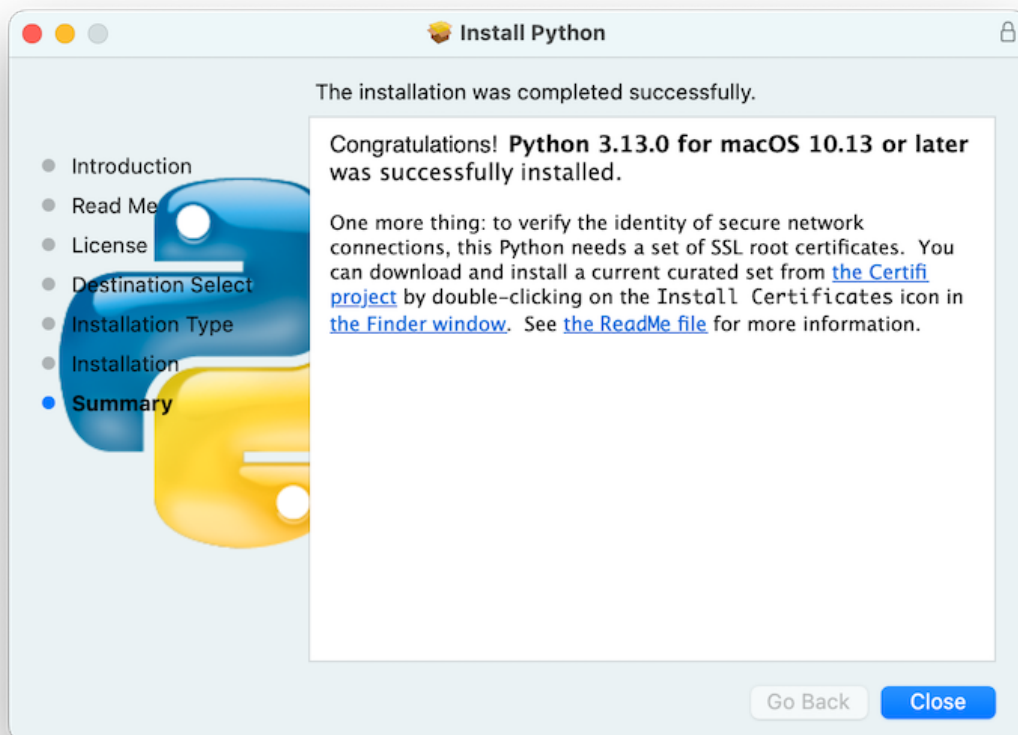 Install Python
The installation was completed successfully.
Introduction
Read Me
License
Destination Select
Installation Type
Installation
Summary
Congratulations! Python 3.13.0 for macOS 10.13 or later
was successfully installed.
One more thing: to verify the identity of secure network
connections, this Python needs a set of SSL root certificates.  You
can download and install a current curated set from the Certifi
project by double-clicking on the Install Certificates icon in
the Finder window.  See the ReadMe file for more information.
Go Back
Close